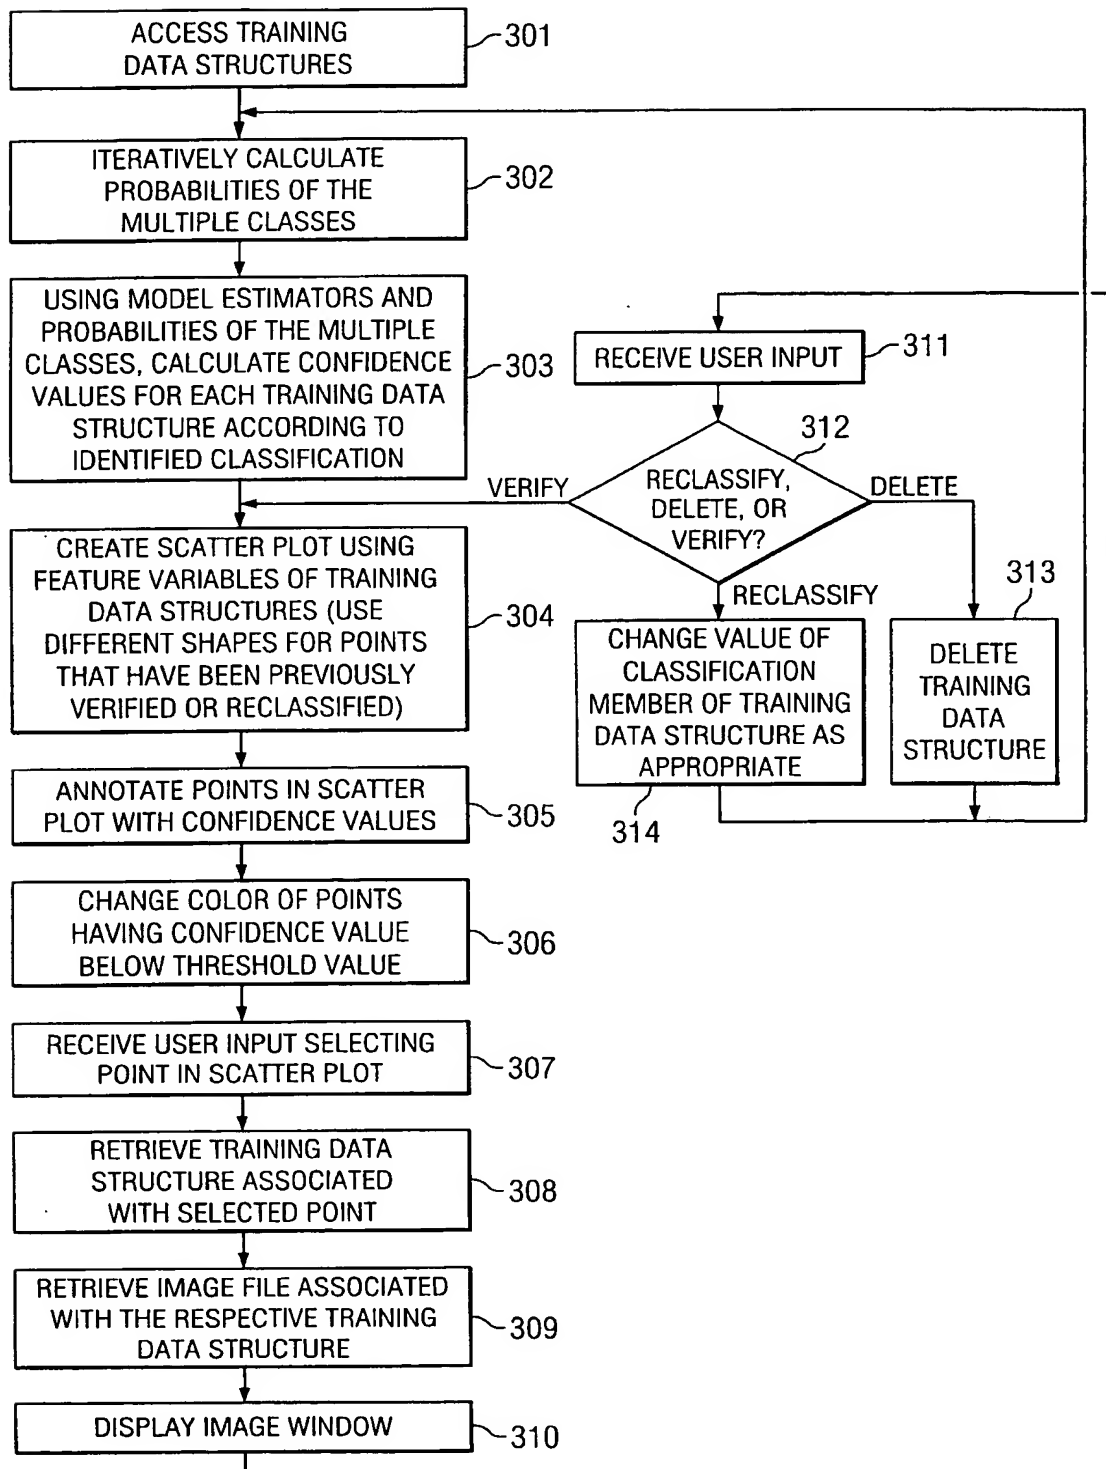 ACCESS TRAINING
DATA STRUCTURES
301
ITERATIVELY CALCULATE
PROBABILITIES OF THE
MULTIPLE CLASSES
302
USING MODEL ESTIMATORS AND
PROBABILITIES OF THE MULTIPLE
CLASSES, CALCULATE CONFIDENCE
VALUES FOR EACH TRAINING DATA
STRUCTURE ACCORDING TO
IDENTIFIED CLASSIFICATION
303
CREATE SCATTER PLOT USING
FEATURE VARIABLES OF TRAINING
DATA STRUCTURES (USE
DIFFERENT SHAPES FOR POINTS
THAT HAVE BEEN PREVIOUSLY
VERIFIED OR RECLASSIFIED)
304
ANNOTATE POINTS IN SCATTER
PLOT WITH CONFIDENCE VALUES
305
CHANGE COLOR OF POINTS
HAVING CONFIDENCE VALUE
BELOW THRESHOLD VALUE
306
RECEIVE USER INPUT SELECTING
POINT IN SCATTER PLOT
307
RETRIEVE TRAINING DATA
STRUCTURE ASSOCIATED
WITH SELECTED POINT
308
RETRIEVE IMAGE FILE ASSOCIATED
WITH THE RESPECTIVE TRAINING
DATA STRUCTURE
309
DISPLAY IMAGE WINDOW
310
RECEIVE USER INPUT
311
312
RECLASSIFY,
DELETE, OR
VERIFY?
VERIFY
DELETE
RECLASSIFY
313
DELETE
TRAINING
DATA
STRUCTURE
CHANGE VALUE OF
CLASSIFICATION
MEMBER OF TRAINING
DATA STRUCTURE AS
APPROPRIATE
314